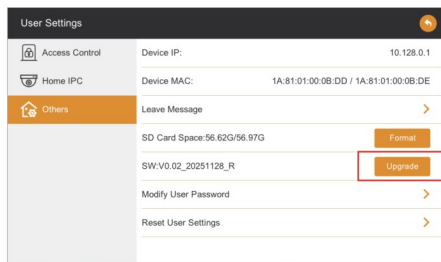 User Settings
Access Control
Home IPC
Others
Device IP: 10.128.0.1
Device MAC: 1A:81:01:00:0B:DD / 1A:81:01:00:0B:DE
Leave Message
SD Card Space:56.62G/56.97G Format
SW:V0.02_20251128_R Upgrade
Modify User Password
Reset User Settings